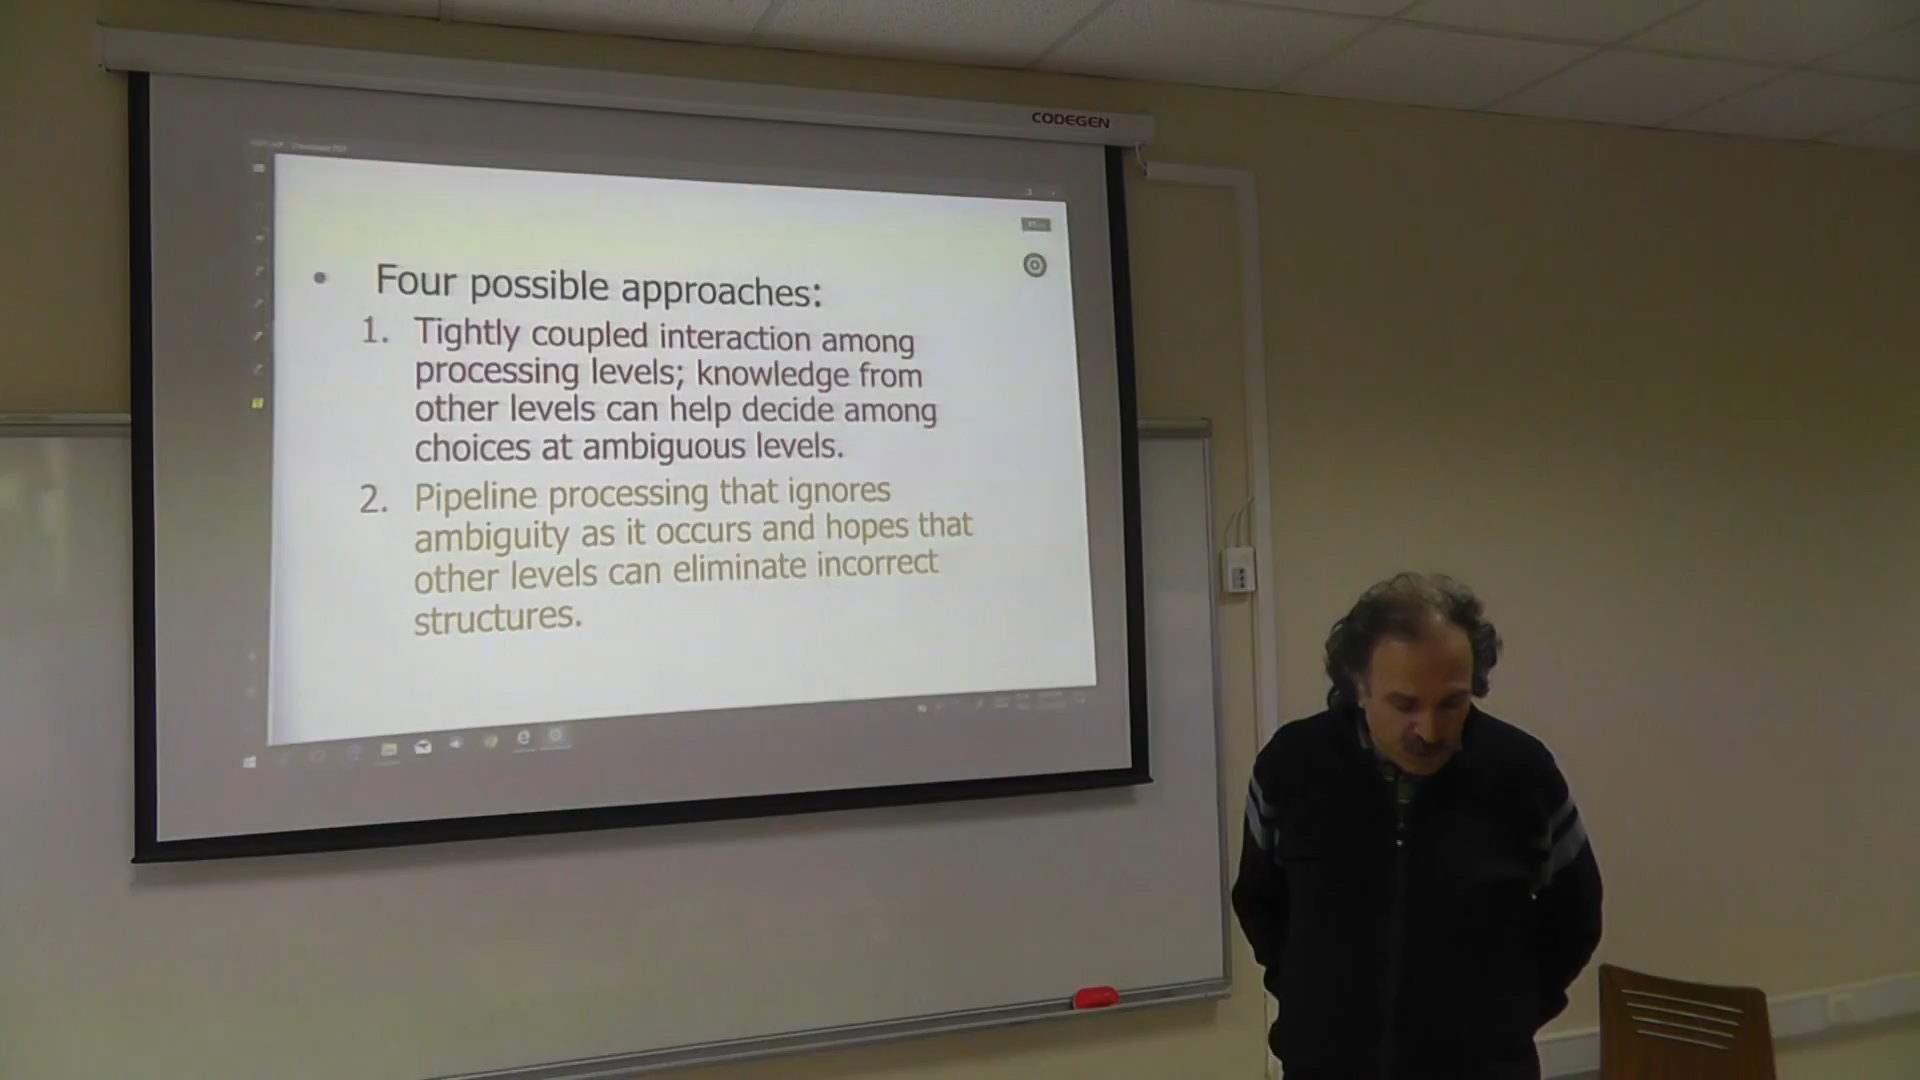 CODEGEN
• Four possible approaches:
1. Tightly coupled interaction among
processing levels; knowledge from
other levels can help decide among
choices at ambiguous levels.
2. Pipeline processing that ignores
ambiguity as it occurs and hopes that
other levels can eliminate incorrect
structures.